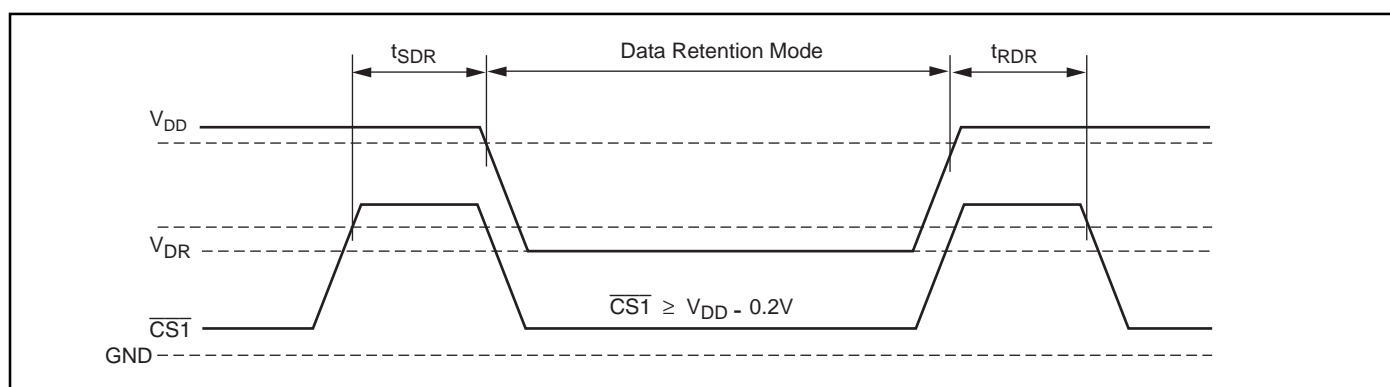 tSDR Data Retention Mode tRDR
VDD
VDR
CS1 ≥ VDD - 0.2V
CS1
GND